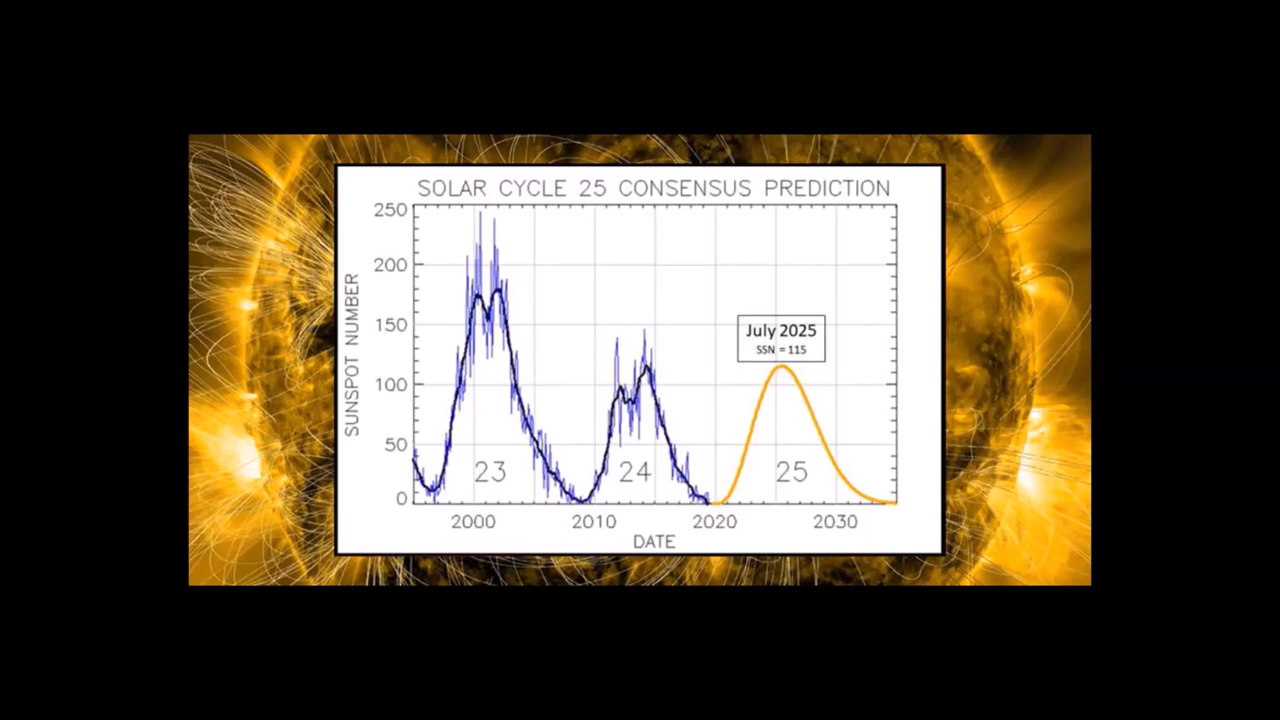 SOLAR CYCLE 25 CONSENSUS PREDICTION
250
200
150
100
50
0
SUNSPOT NUMBER
July 2025
SSN = 115
23
24
25
2000
2010
2020
2030
DATE